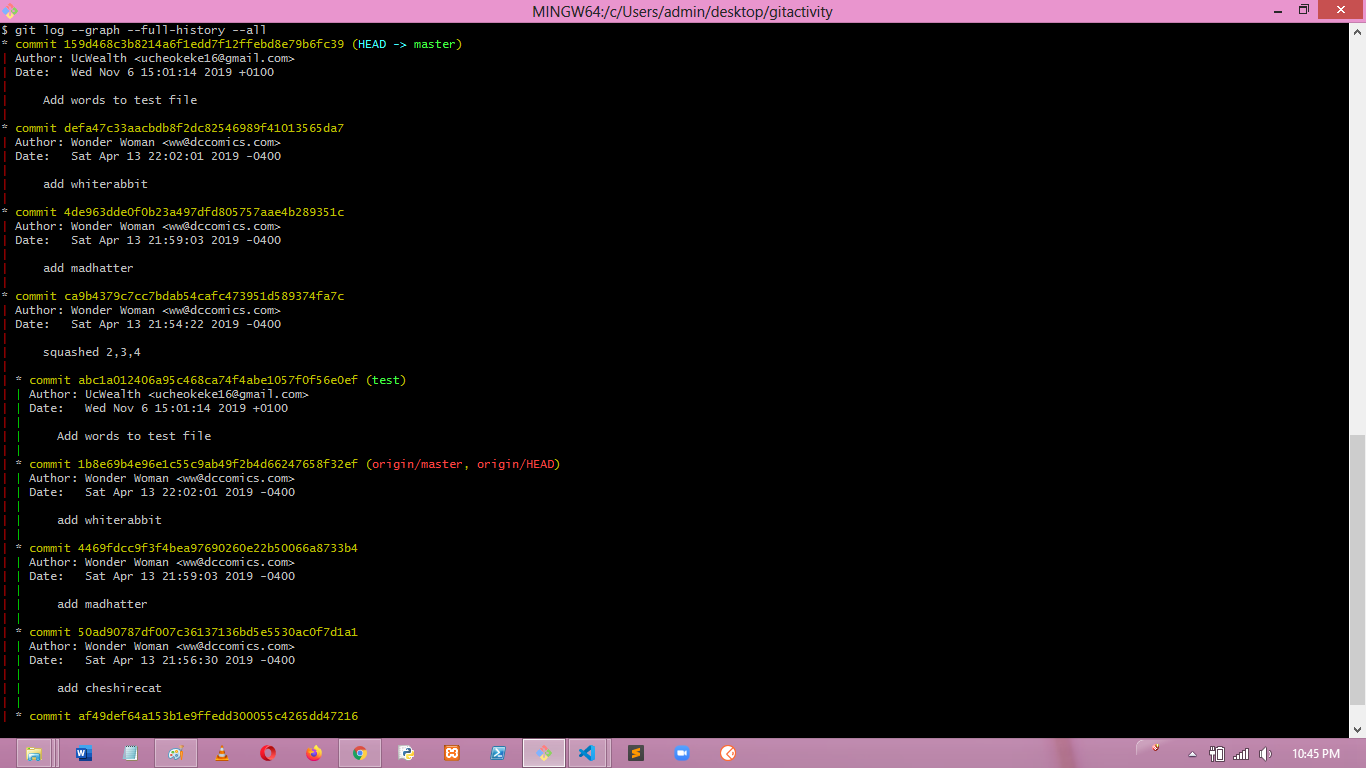 MINGW64:/c/Users/admin/desktop/gitactivity
$ git log --graph --full-history --all
* commit 159d468c3b8214a6f1edd7f12ffebd8e79b6fc39 (HEAD -> master)
| Author: UcWealth <ucheokeke16@gmail.com>
| Date:   Wed Nov 6 15:01:14 2019 +0100
|
|     Add words to test file
|
* commit defa47c33aacbdb8f2dc82546989f41013565da7
| Author: Wonder Woman <ww@dccomics.com>
| Date:   Sat Apr 13 22:02:01 2019 -0400
|
|     add whiterabbit
|
* commit 4de963dde0f0b23a497dfd805757aae4b289351c
| Author: Wonder Woman <ww@dccomics.com>
| Date:   Sat Apr 13 21:59:03 2019 -0400
|
|     add madhatter
|
* commit ca9b4379c7cc7bdab54cafc473951d589374fa7c
| Author: Wonder Woman <ww@dccomics.com>
| Date:   Sat Apr 13 21:54:22 2019 -0400
|
|     squashed 2,3,4
|
| * commit abc1a012406a95c468ca74f4abe1057f0f56e0ef (test)
| | Author: UcWealth <ucheokeke16@gmail.com>
| | Date:   Wed Nov 6 15:01:14 2019 +0100
| |
| |     Add words to test file
| |
| * commit 1b8e69b4e96e1c55c9ab49f2b4d66247658f32ef (origin/master, origin/HEAD)
| | Author: Wonder Woman <ww@dccomics.com>
| | Date:   Sat Apr 13 22:02:01 2019 -0400
| |
| |     add whiterabbit
| |
| * commit 4469fdcc9f3f4bea97690260e22b50066a8733b4
| | Author: Wonder Woman <ww@dccomics.com>
| | Date:   Sat Apr 13 21:59:03 2019 -0400
| |
| |     add madhatter
| |
| * commit 50ad90787df007c36137136bd5e5530ac0f7d1a1
| | Author: Wonder Woman <ww@dccomics.com>
| | Date:   Sat Apr 13 21:56:30 2019 -0400
| |
| |     add cheshirecat
| |
| * commit af49def64a153b1e9ffedd300055c4265dd47216
10:45 PM